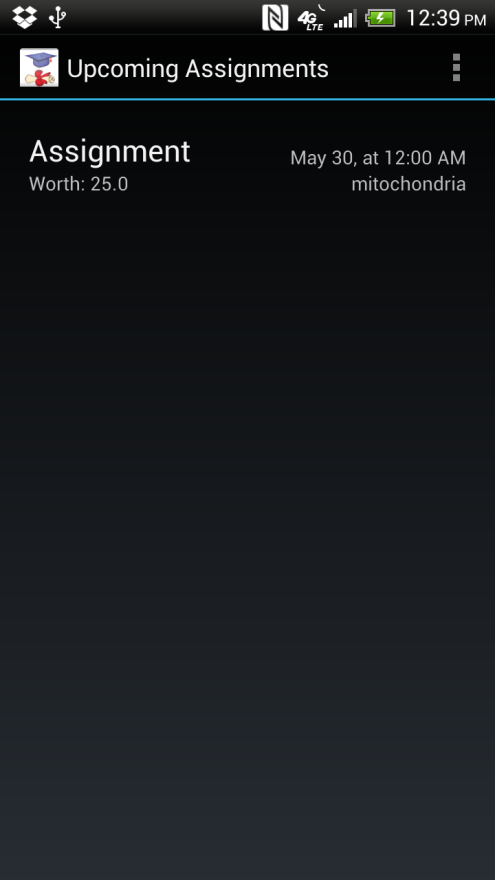 4G LTE 12:39 PM
Upcoming Assignments
Assignment
May 30, at 12:00 AM
Worth: 25.0
mitochondria